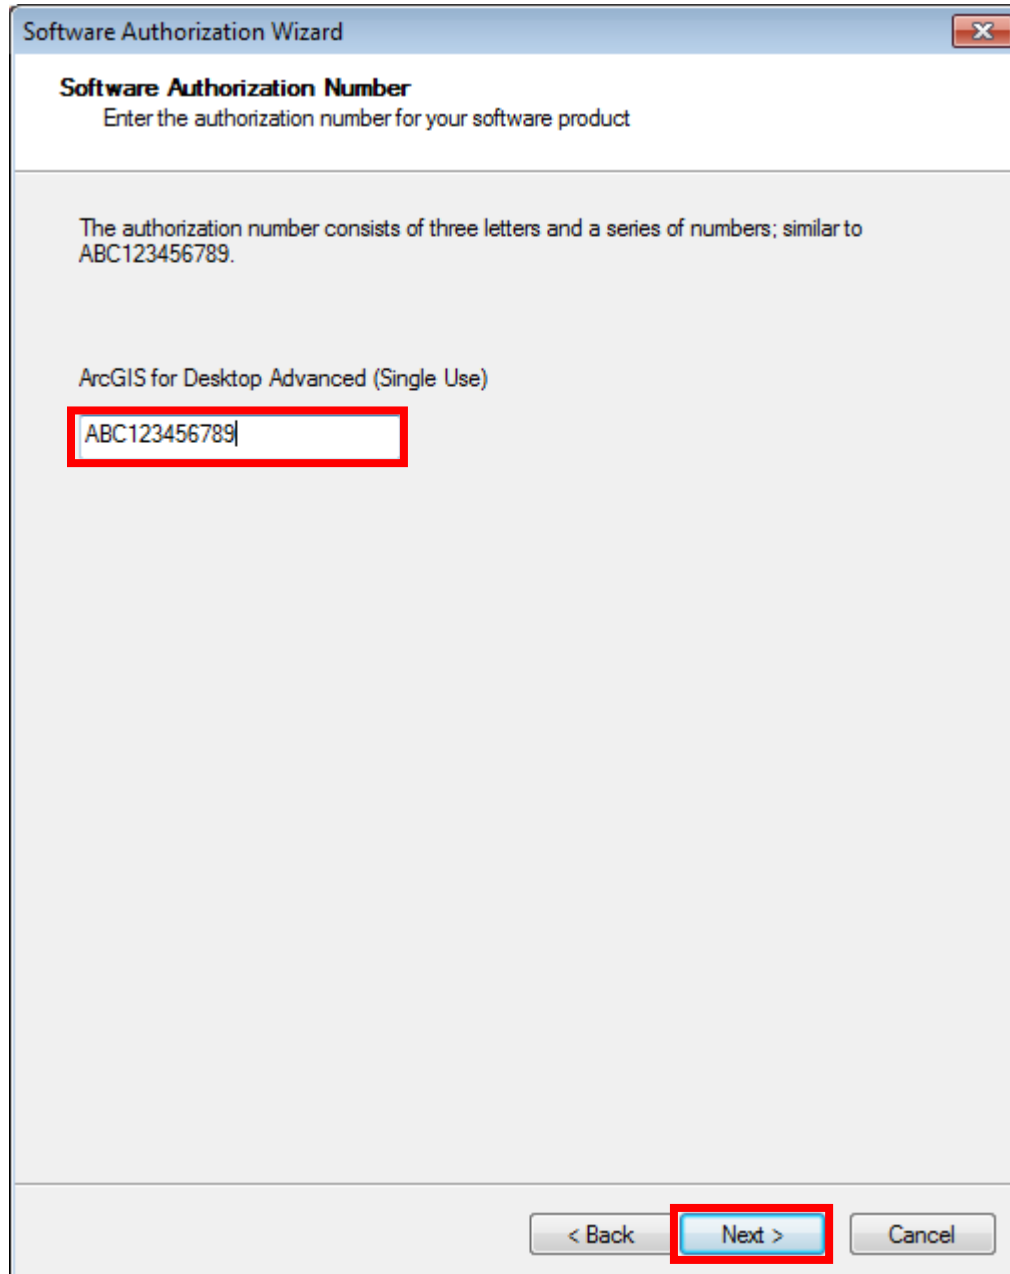 Software Authorization Wizard
Software Authorization Number
Enter the authorization number for your software product
The authorization number consists of three letters and a series of numbers; similar to
ABC123456789.
ArcGIS for Desktop Advanced (Single Use)
ABC123456789
< Back Next > Cancel